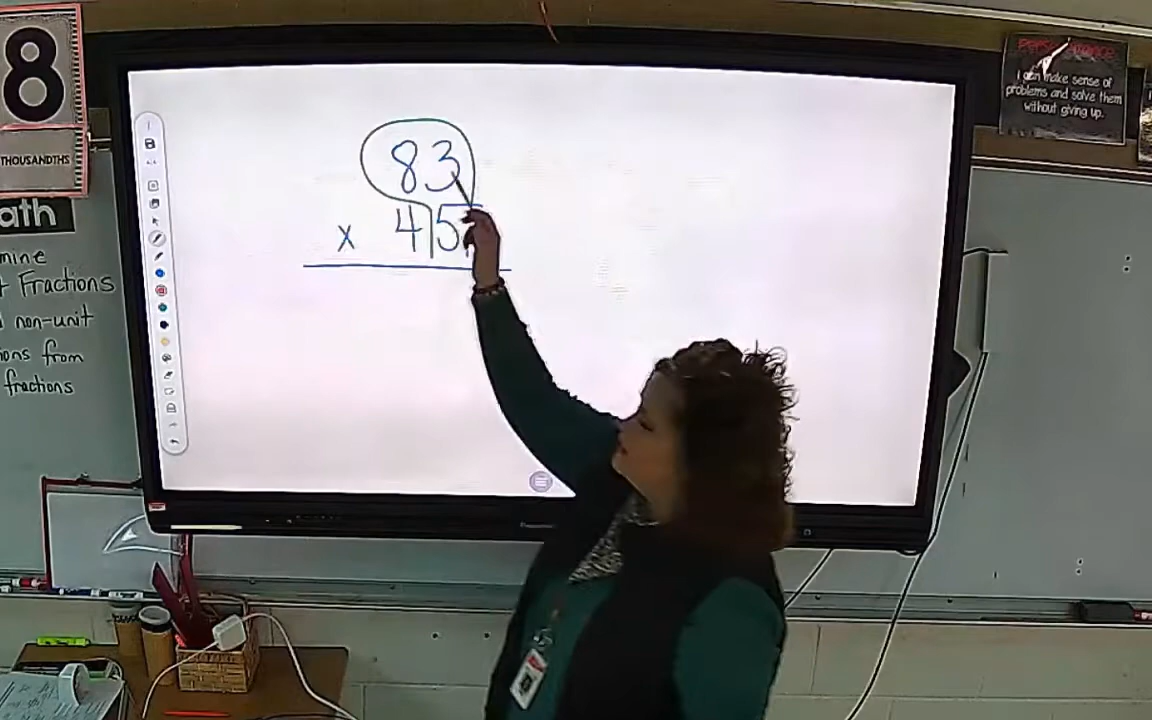 8
THOUSANDTHS
ath
mine
Fractions
non-unit
ions from
fractions
83
x 45
i can make sense of
problems and solve them
without giving up.